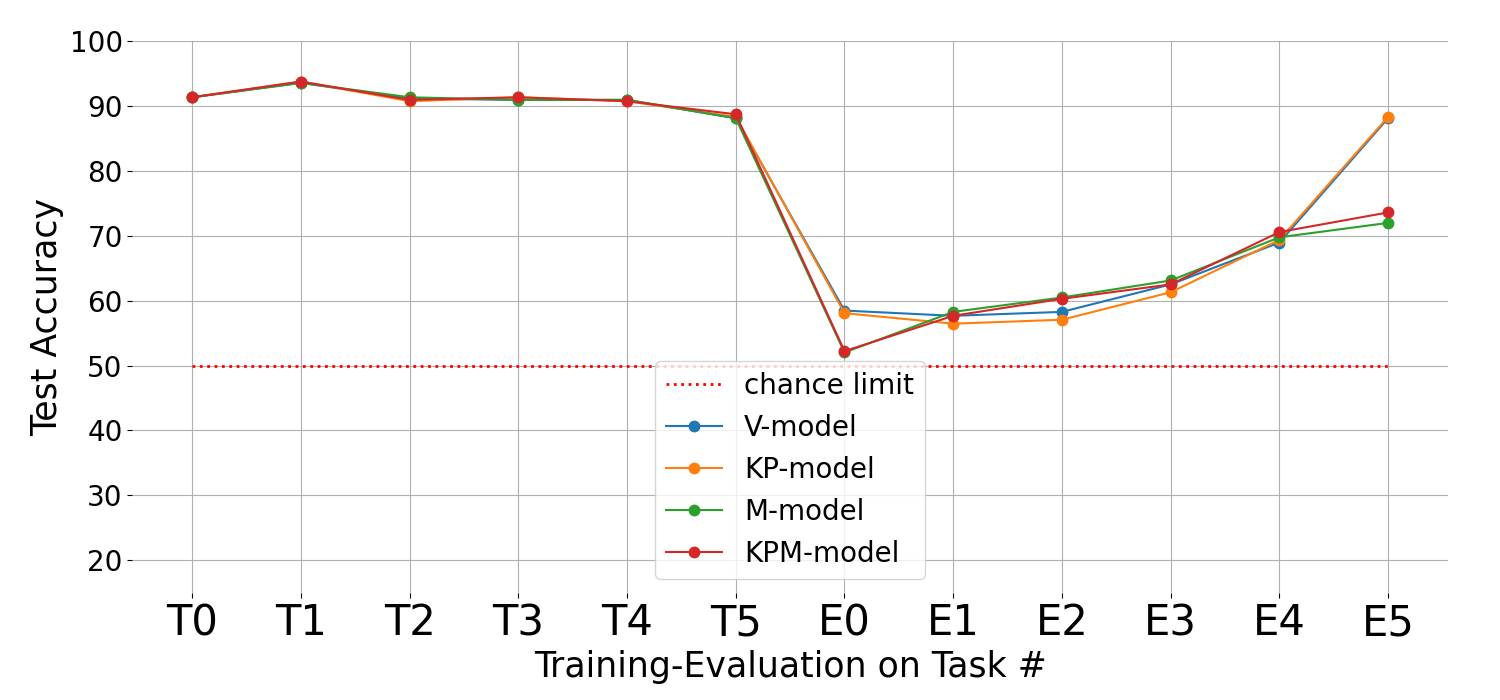 100
90
80
70
60
50
40
30
20
Test Accuracy
chance limit
V-model
KP-model
M-model
KPM-model
T0 T1 T2 T3 T4 T5 E0 E1 E2 E3 E4 E5
Training-Evaluation on Task #